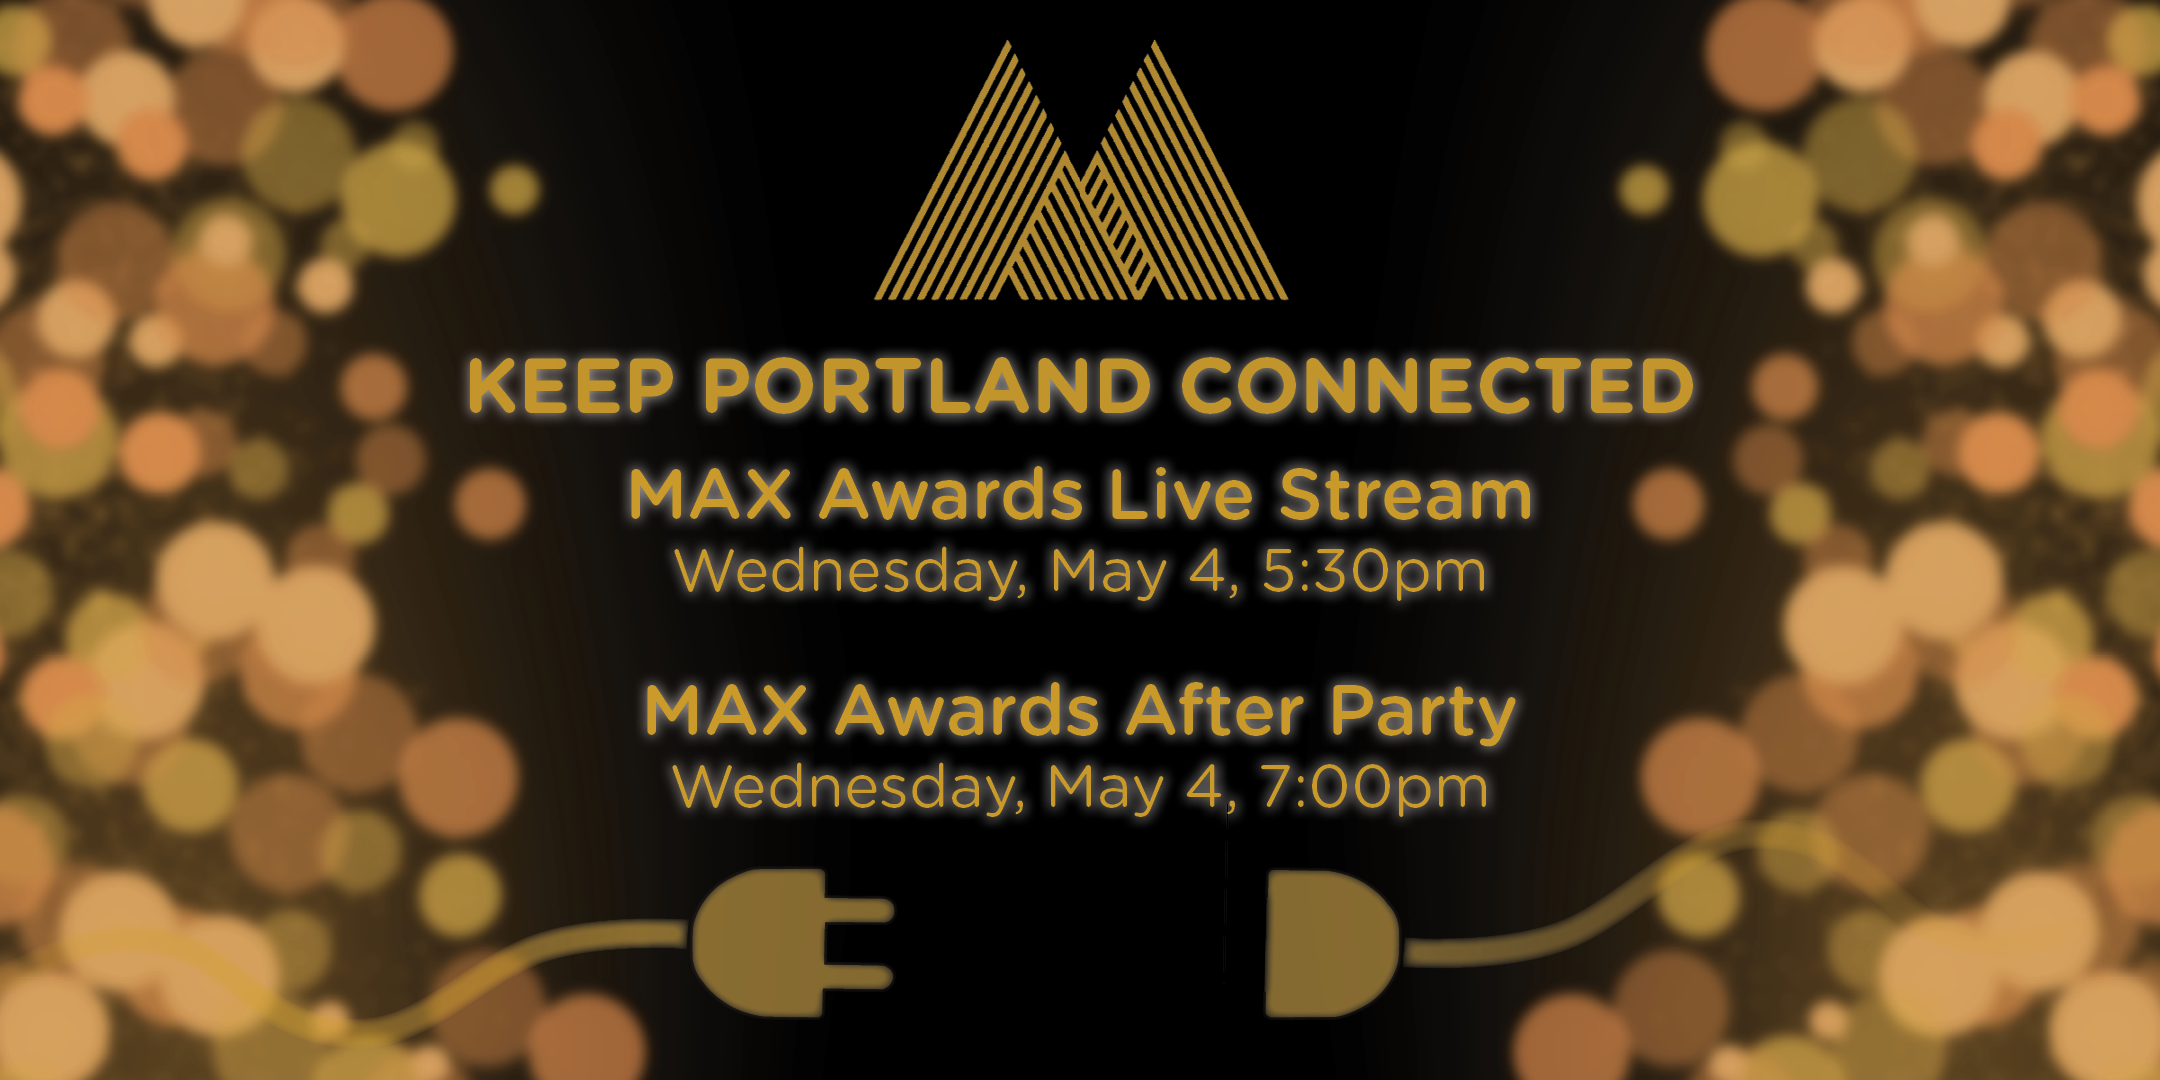 KEEP PORTLAND CONNECTED
MAX Awards Live Stream
Wednesday, May 4, 5:30pm
MAX Awards After Party
Wednesday, May 4, 7:00pm